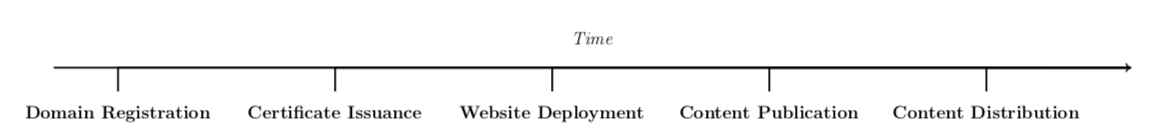 Time
Domain Registration
Certificate Issuance
Website Deployment
Content Publication
Content Distribution